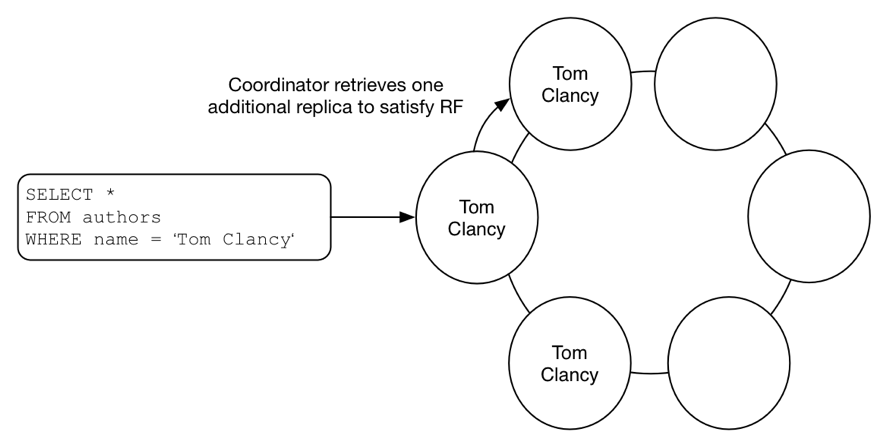 Coordinator retrieves one
additional replica to satisfy RF
Tom
Clancy
SELECT *
FROM authors
WHERE name = ‘Tom Clancy‘
Tom
Clancy
Tom
Clancy